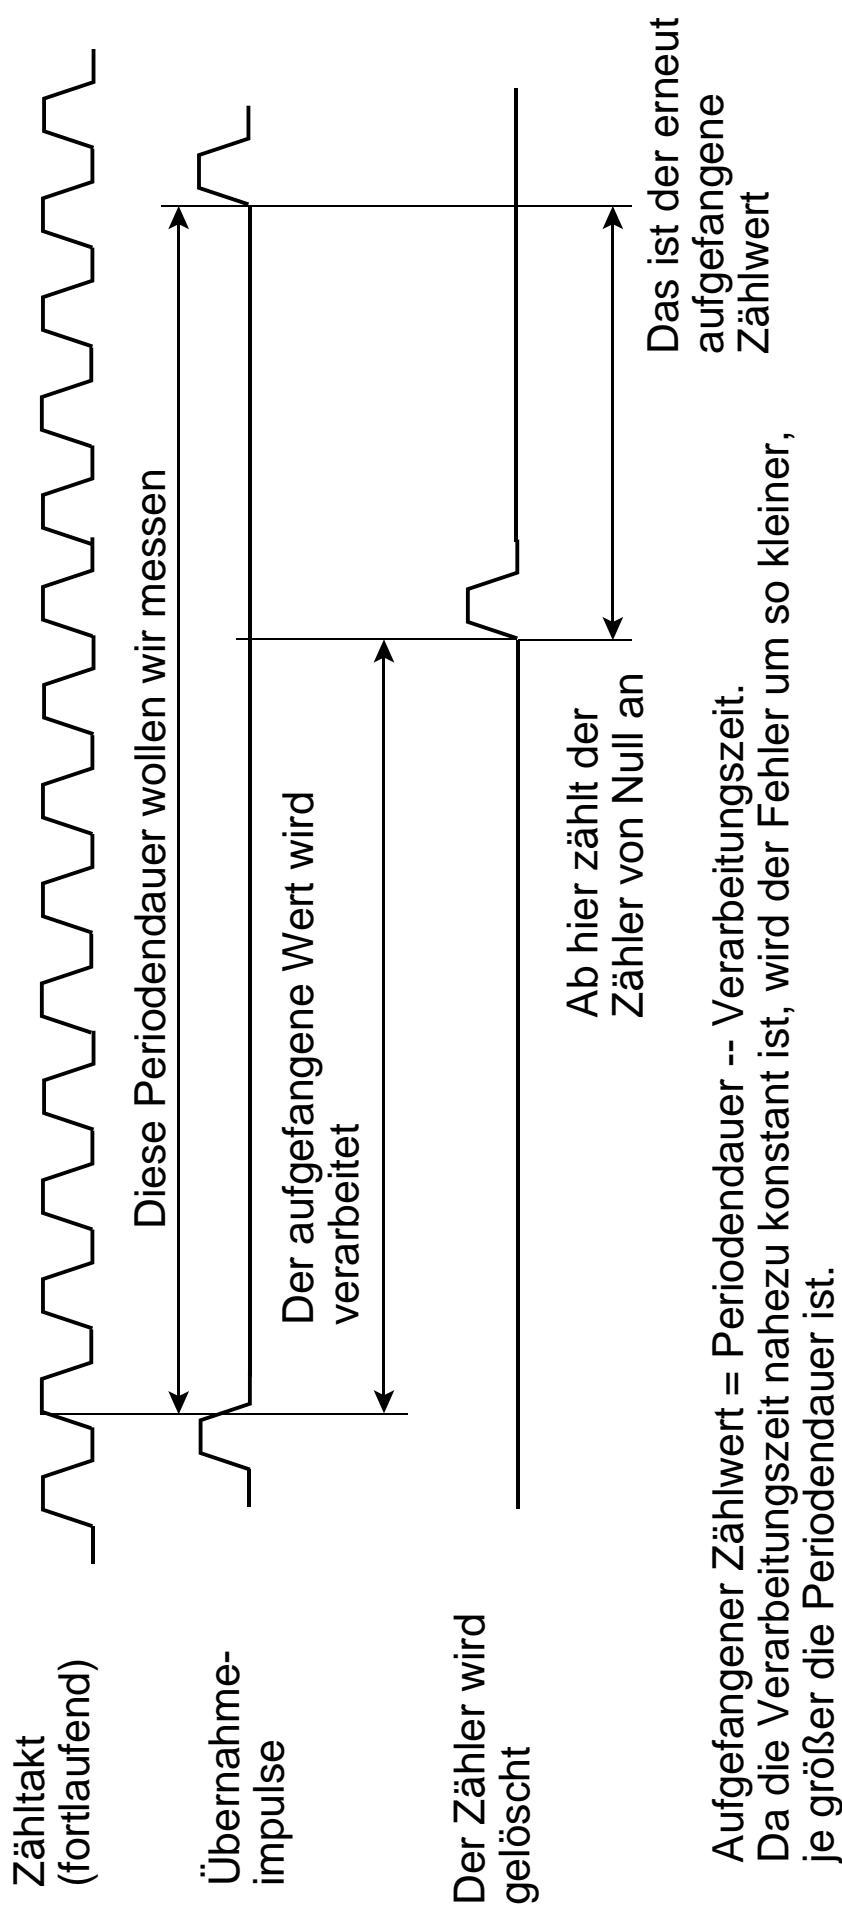 Zähltakt
(fortlaufend)
Diese Periodendauer wollen wir messen
Übernahme-
impulse
Der aufgefangene Wert wird
verarbeitet
Der Zähler wird
gelöscht
Ab hier zählt der
Zähler von Null an
Das ist der erneut
aufgefangene
Zählwert
Aufgefangener Zählwert = Periodendauer -- Verarbeitungszeit.
Da die Verarbeitungszeit nahezu konstant ist, wird der Fehler um so kleiner,
je größer die Periodendauer ist.